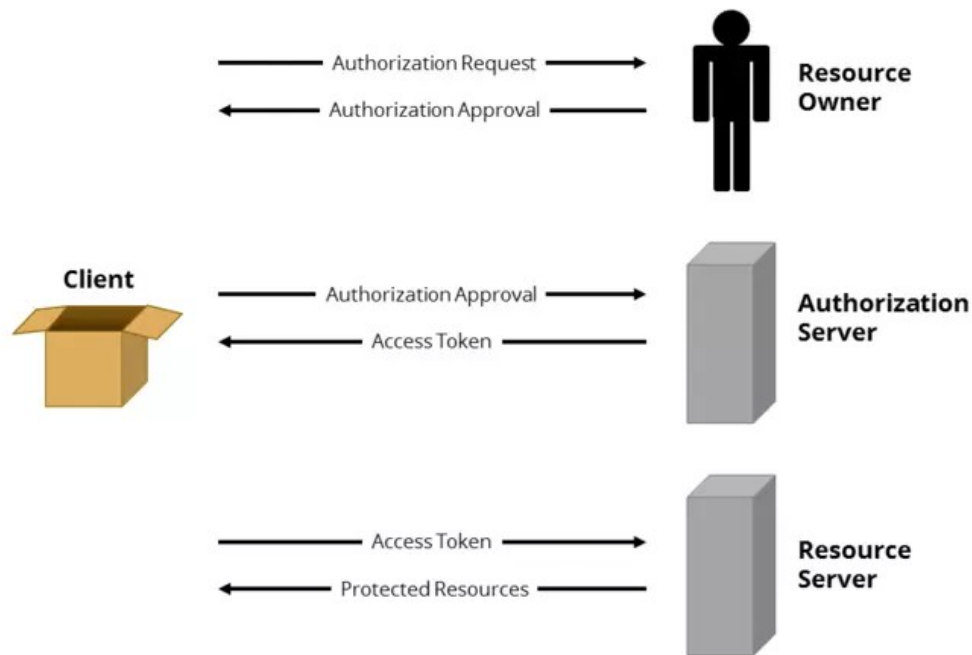 Authorization Request
Authorization Approval
Resource
Owner
Client
Authorization Approval
Access Token
Authorization
Server
Access Token
Protected Resources
Resource
Server